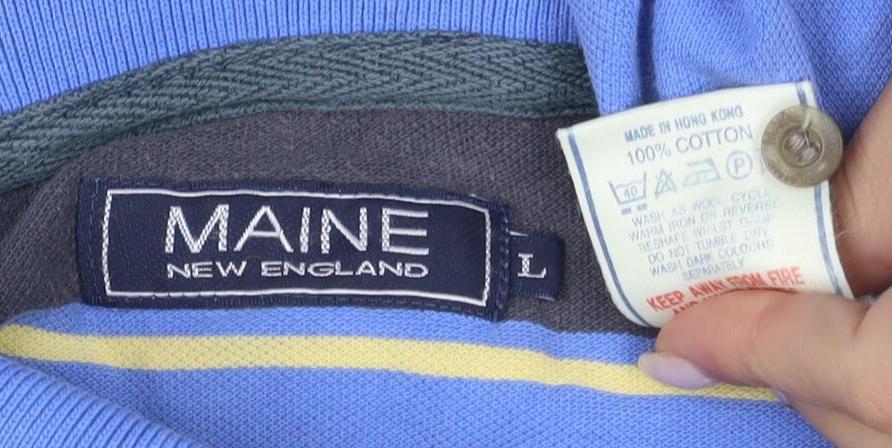 MAINE
NEW ENGLAND
L
MADE IN HONG KONG
100% COTTON
40
P
WASH AS WOOL CYCLE
WARM IRON ON REVERSE
RESHAPE WHILST DAMP
DO NOT TUMBLE DRY
WASH DARK COLOURS
SEPARATELY
KEEP AWAY FROM FIRE